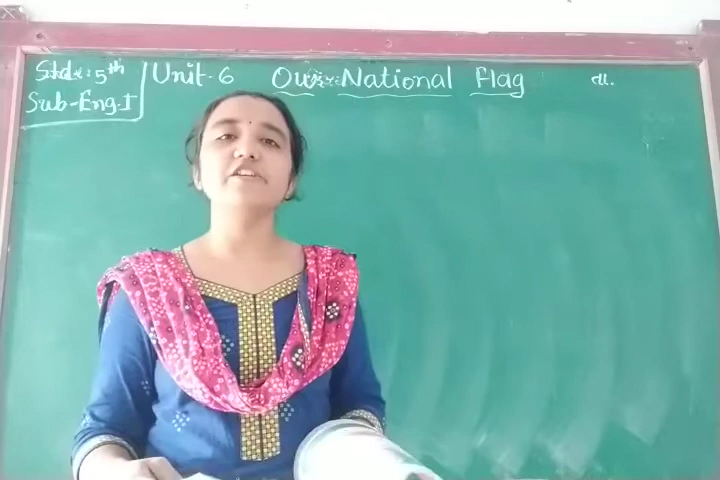 Std : 5th
Sub-Eng.I
Unit-6
Our National Flag
તા.